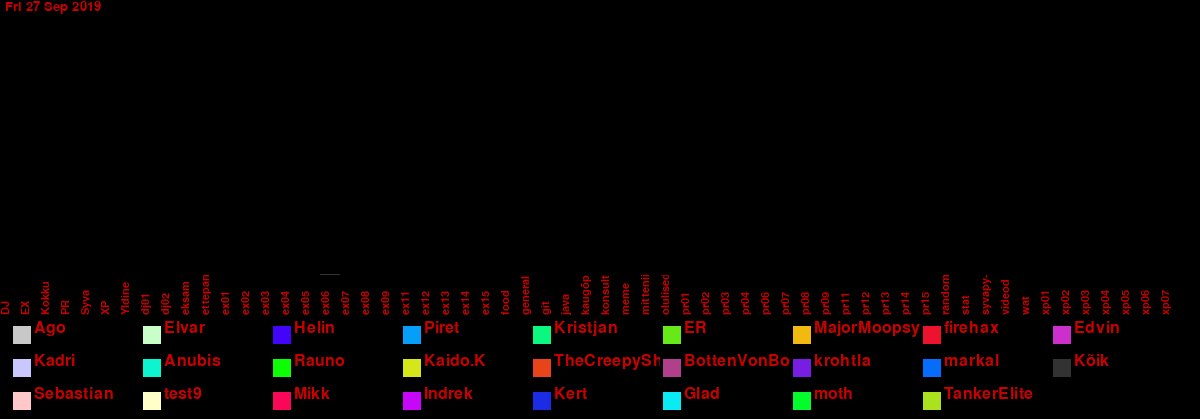 Fri 27 Sep 2019
DJ EX Kokku PR Syva XP Yldine dj01 dj02 eksam ettepan ex01 ex02 ex03 ex04 ex05 ex06 ex07 ex08 ex09 ex11 ex12 ex13 ex14 ex15 food general git java kaugõp konsult meme mittenii olulised pr01 pr02 pr03 pr04 pr06 pr07 pr08 pr09 pr11 pr12 pr13 pr14 pr15 random stat syvapy- videod wat xp01 xp02 xp03 xp04 xp05 xp06 xp07
Ago Elvar Helin Piret Kristjan ER MajorMoopsy firehax Edvin
Kadri Anubis Rauno Kaido.K TheCreepySh BottenVonBo krohtla markal Kõik
Sebastian test9 Mikk Indrek Kert Glad moth TankerElite